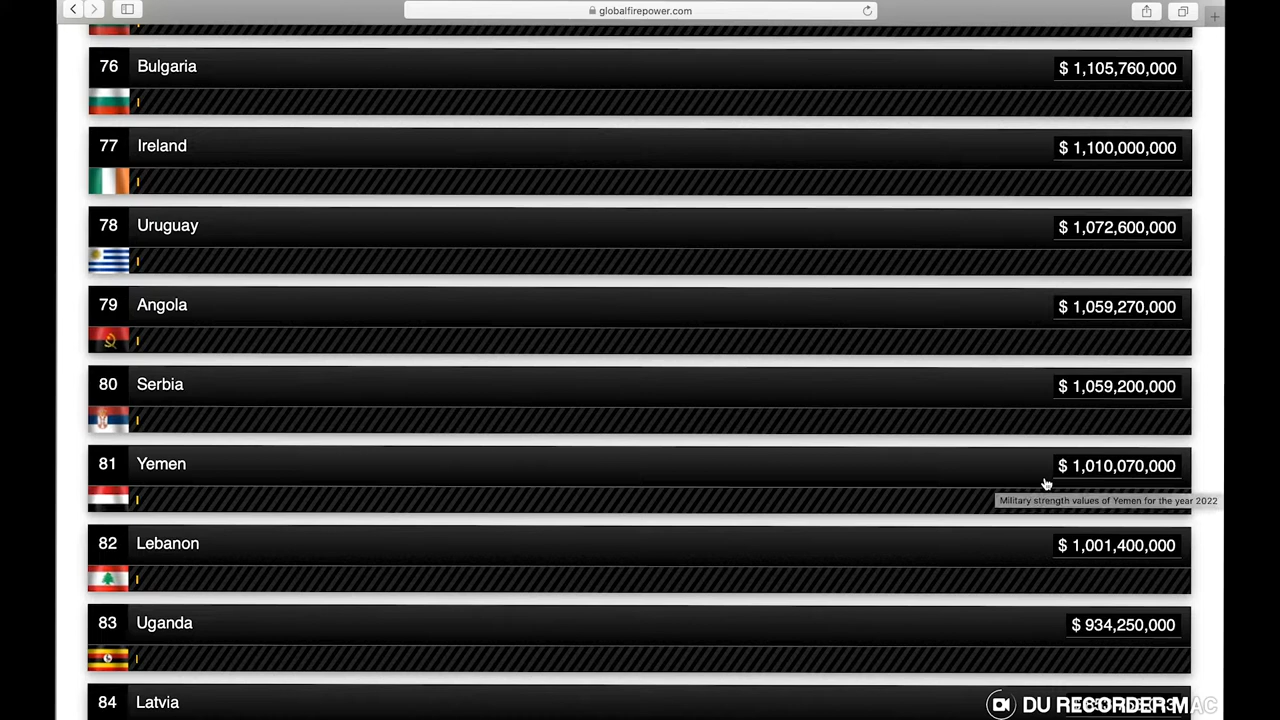 globalfirepower.com
76 Bulgaria $ 1,105,760,000
77 Ireland $ 1,100,000,000
78 Uruguay $ 1,072,600,000
79 Angola $ 1,059,270,000
80 Serbia $ 1,059,200,000
81 Yemen $ 1,010,070,000
Military strength values of Yemen for the year 2022
82 Lebanon $ 1,001,400,000
83 Uganda $ 934,250,000
84 Latvia
DU RECORDER MAC